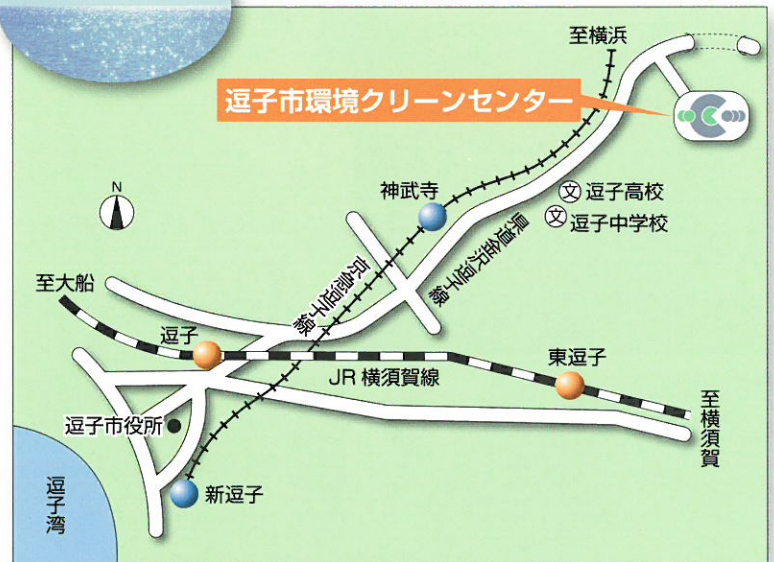 至横浜
逗子市環境クリーンセンター
神武寺
文 逗子高校
文 逗子中学校
N
県道金沢逗子線
京急逗子線
至大船
逗子
JR 横須賀線
東逗子
至横須賀
逗子市役所
新逗子
逗子湾